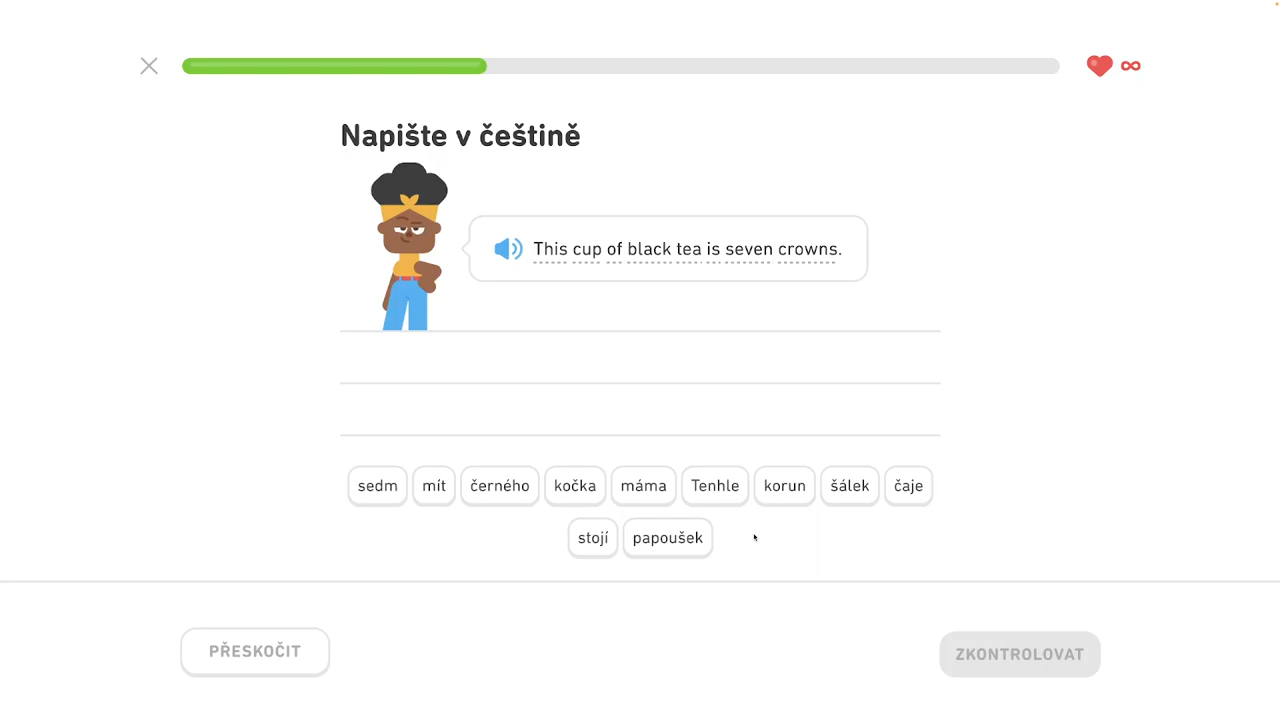 Napište v češtině
This cup of black tea is seven crowns.
sedm mít černého kočka máma Tenhle korun šálek čaje
stojí papoušek
PŘESKOČIT
ZKONTROLOVAT